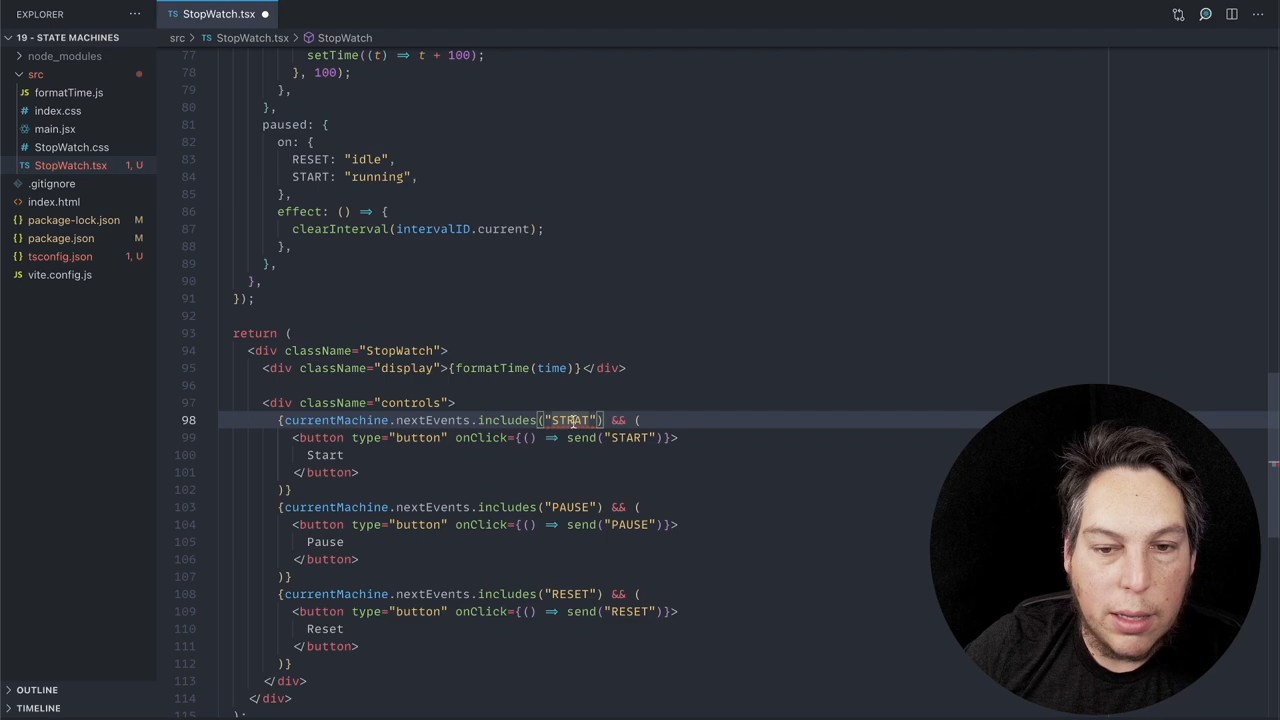 EXPLORER ···
19 - STATE MACHINES
node_modules
src
JS formatTime.js
# index.css
main.jsx
# StopWatch.css
TS StopWatch.tsx 1, U
.gitignore
<> index.html
{} package-lock.json M
{} package.json M
{} tsconfig.json 1, U
vite.config.js
OUTLINE
TIMELINE
TS StopWatch.tsx ●
src > TS StopWatch.tsx > StopWatch
77 setTime((t) ⇒ t + 100);
78 }, 100);
79 },
80 },
81 paused: {
82 on: {
83 RESET: "idle",
84 START: "running",
85 },
86 effect: () ⇒ {
87 clearInterval(intervalID.current);
88 },
89 },
90 },
91 });
92
93 return (
94 <div className="StopWatch">
95 <div className="display">{formatTime(time)}</div>
96
97 <div className="controls">
98 {currentMachine.nextEvents.includes("STRAT") && (
99 <button type="button" onClick={() ⇒ send("START")}>
100 Start
101 </button>
102 )}
103 {currentMachine.nextEvents.includes("PAUSE") && (
104 <button type="button" onClick={() ⇒ send("PAUSE")}>
105 Pause
106 </button>
107 )}
108 {currentMachine.nextEvents.includes("RESET") && (
109 <button type="button" onClick={() ⇒ send("RESET")}>
110 Reset
111 </button>
112 )}
113 </div>
114 </div>
115 );